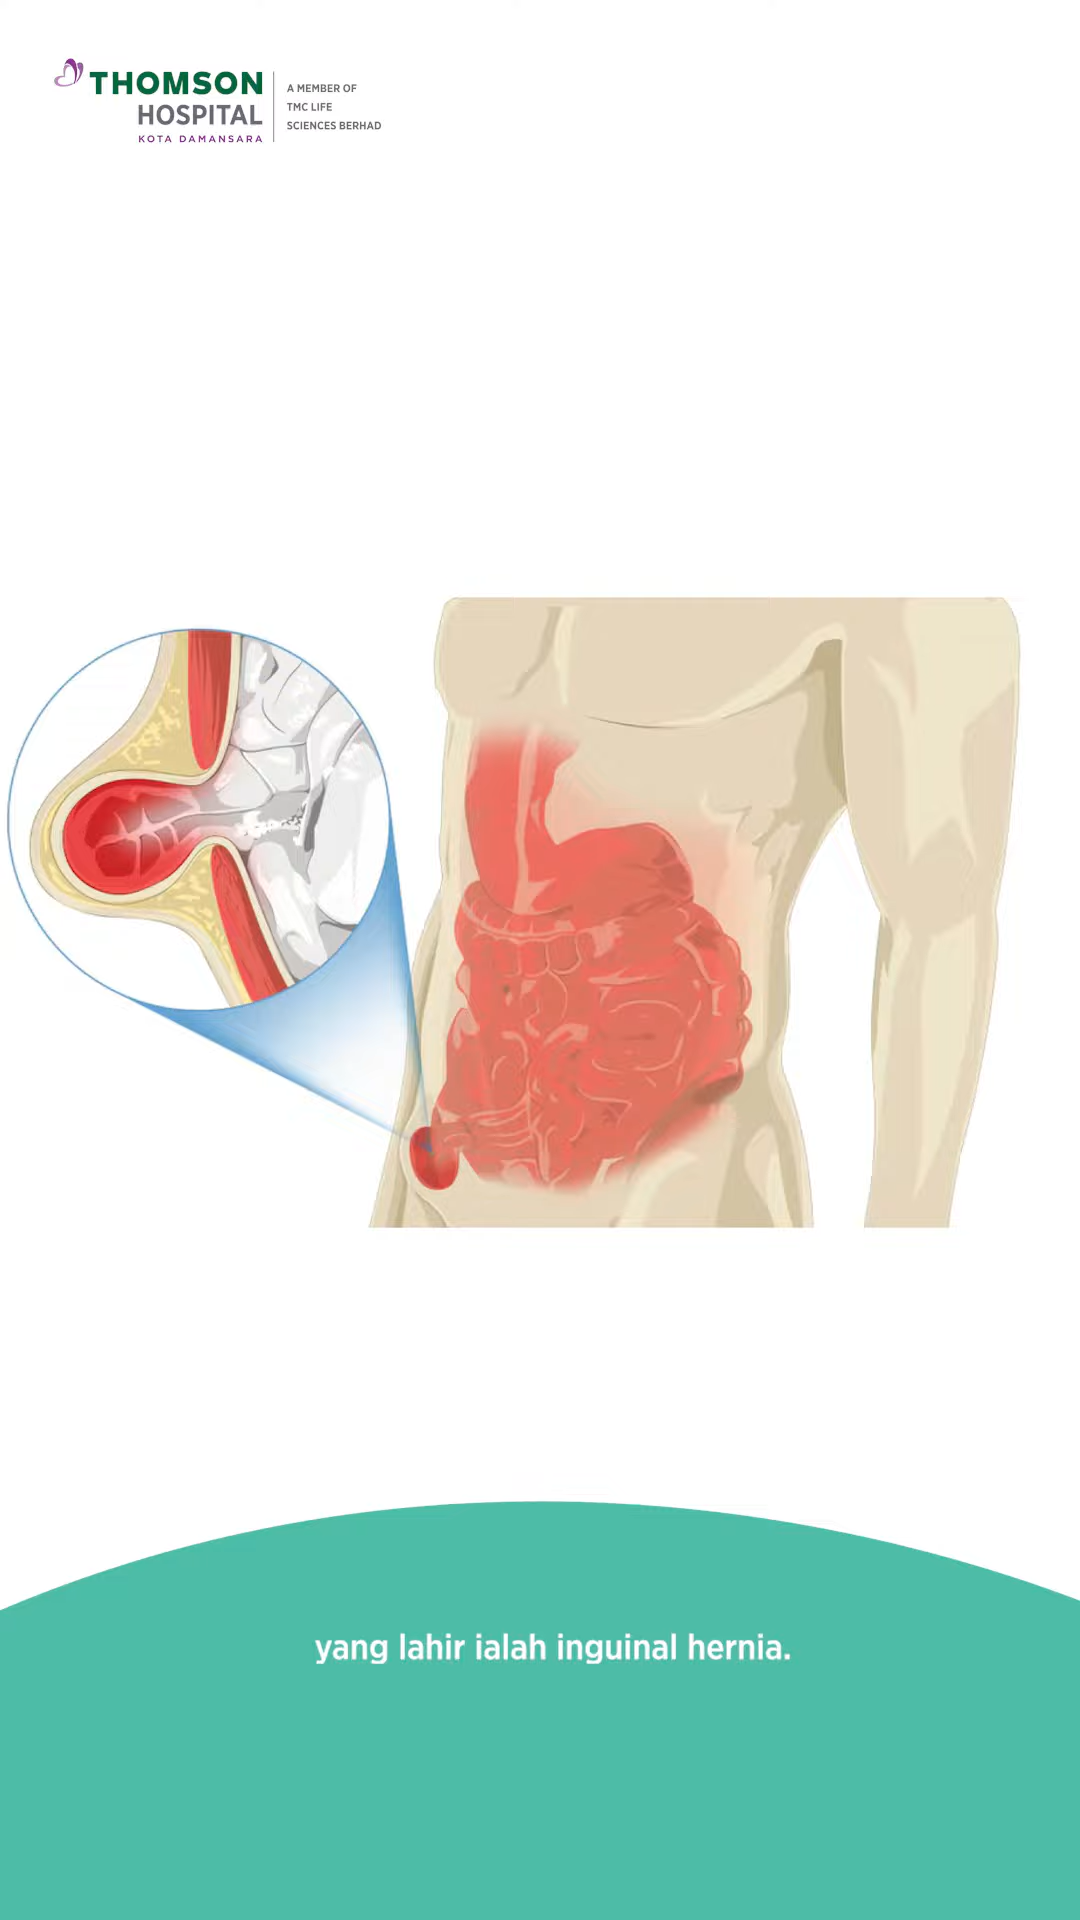 THOMSON
HOSPITAL
KOTA DAMANSARA
A MEMBER OF
TMC LIFE
SCIENCES BERHAD
yang lahir ialah inguinal hernia.